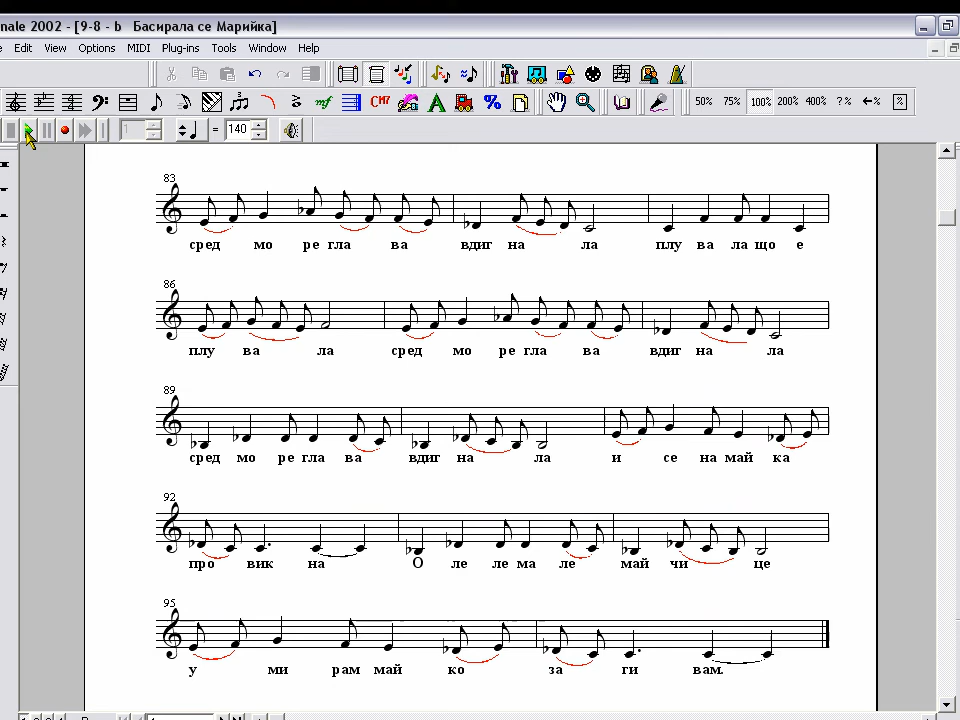 nale 2002 - [9-8 - b Басирала се Марийка]
Edit View Options MIDI Plug-ins Tools Window Help
mf CM7 A % 50% 75% 100% 200% 400% ? % %
1 = 140
83
сред мо ре гла ва вдиг на ла плу ва ла що е
86
плу ва ла сред мо ре гла ва вдиг на ла
89
сред мо ре гла ва вдиг на ла и се на май ка
92
про вик на О ле ле ма ле май чи це
95
у ми рам май ко за ги вам.